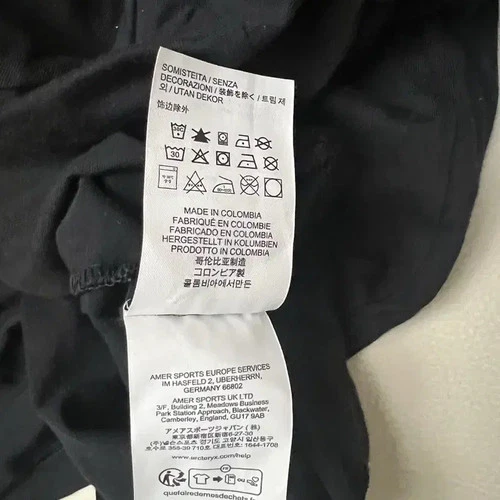 SOMISTEITA / SENZA
DECORAZIONI / 装飾を除く / 트림 제
외 / UTAN DEKOR
饰边除外
30
MADE IN COLOMBIA
FABRIQUÉ EN COLOMBIE
FABRICADO EN COLOMBIA
HERGESTELLT IN KOLUMBIEN
PRODOTTO IN COLOMBIA
哥伦比亚制造
コロンビア製
콜롬비아에서만든
AMER SPORTS EUROPE SERVICES
IM HASFELD 2, UBERHERRN,
GERMANY 66802
AMER SPORTS UK LTD
3/F, Building 2, Meadows Business
Park Station Approach, Blackwater,
Camberley, England, GU17 9AB
アメアスポーツジャパン (株)
www.arcteryx.com/help
FR
quefairedemesdechets.fr